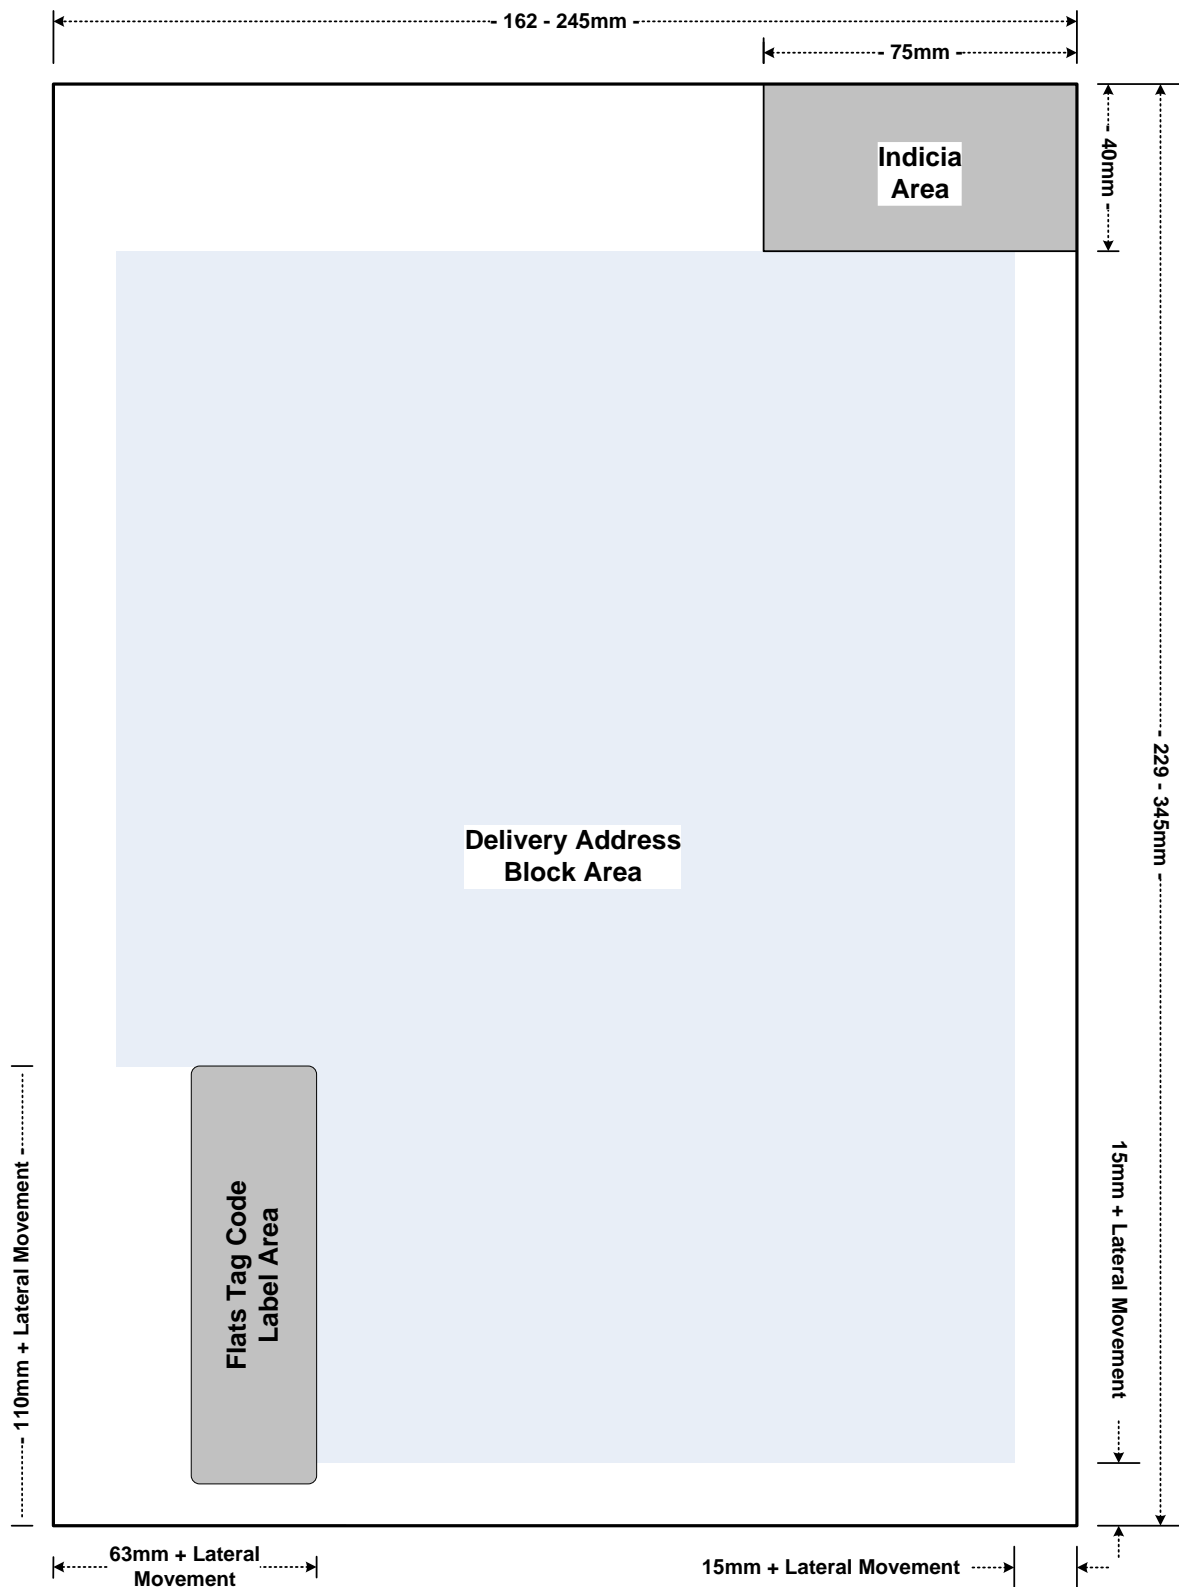 - 162 - 245mm -
- 75mm -
Indicia
Area
- 40mm -
- 229 - 345mm -
Delivery Address
Block Area
- 110mm + Lateral Movement -
Flats Tag Code
Label Area
15mm + Lateral Movement
63mm + Lateral
Movement
15mm + Lateral Movement